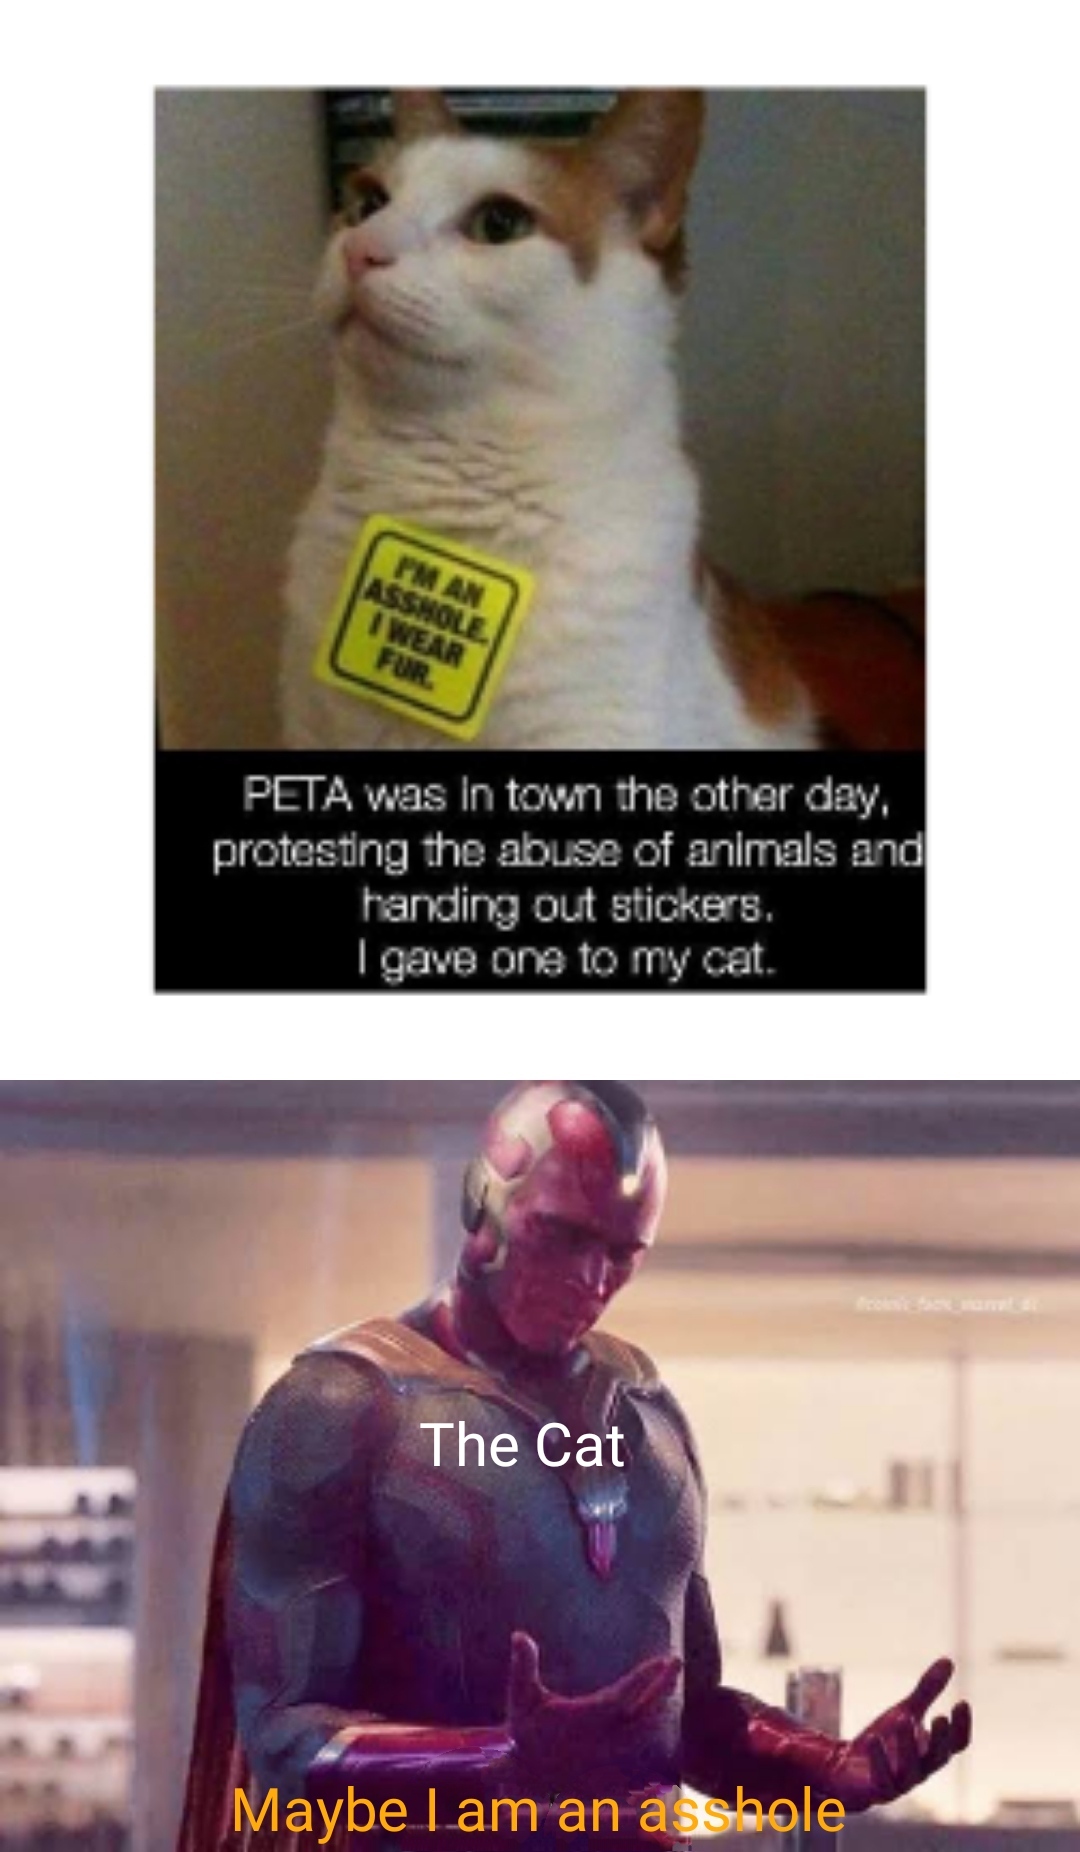 I'M AN
ASSHOLE.
I WEAR
FUR.
PETA was in town the other day,
protesting the abuse of animals and
handing out stickers.
I gave one to my cat.
The Cat
Maybe I am an asshole